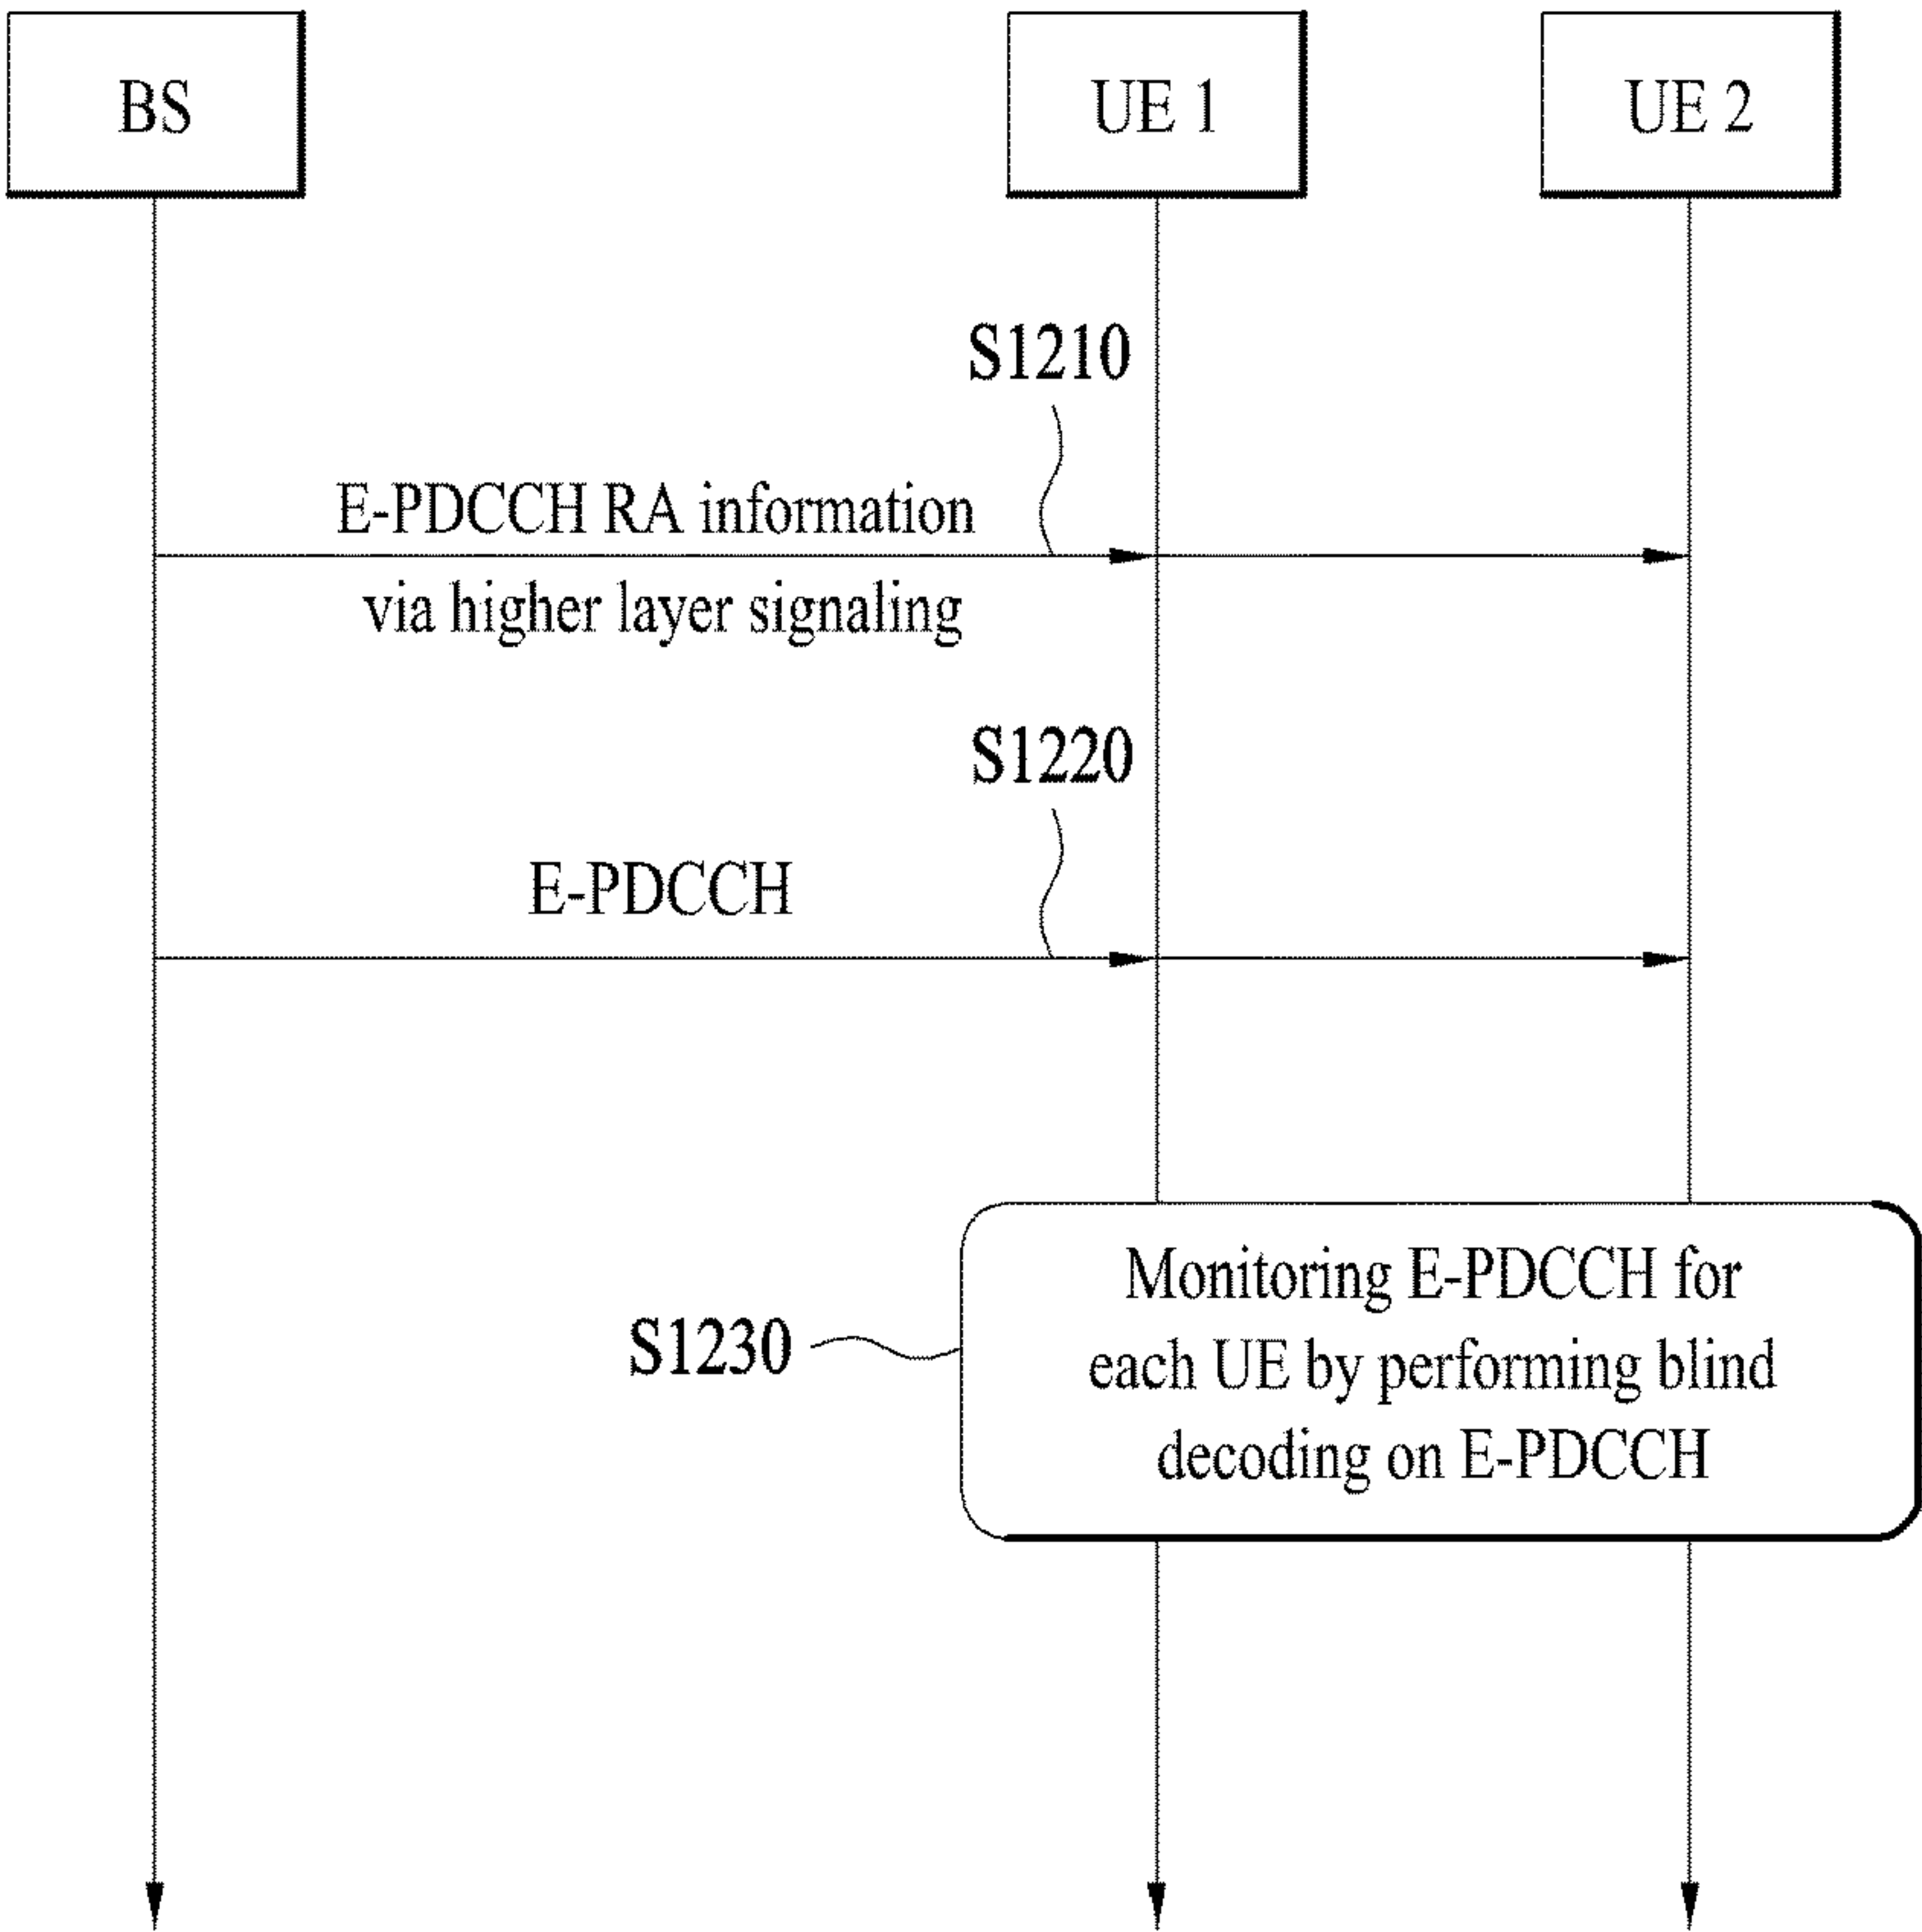 BS
UE 1
UE 2
S1210
E-PDCCH RA information
via higher layer signaling
S1220
E-PDCCH
S1230
Monitoring E-PDCCH for
each UE by performing blind
decoding on E-PDCCH